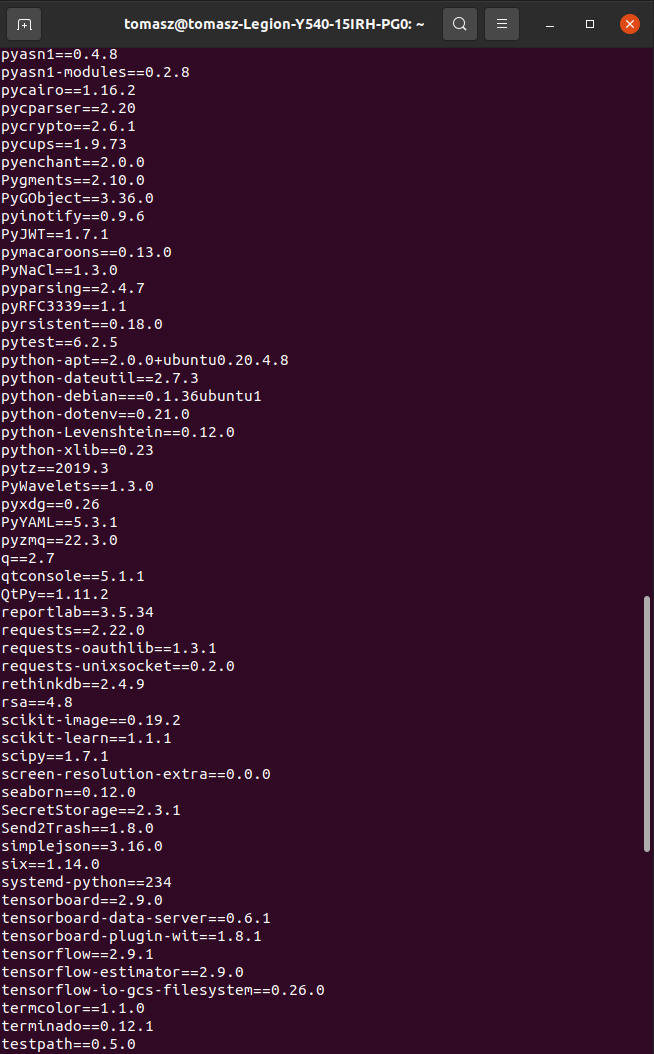 tomasz@tomasz-Legion-Y540-15IRH-PG0: ~
pyasn1==0.4.8
pyasn1-modules==0.2.8
pycairo==1.16.2
pycparser==2.20
pycrypto==2.6.1
pycups==1.9.73
pyenchant==2.0.0
Pygments==2.10.0
PyGObject==3.36.0
pyinotify==0.9.6
PyJWT==1.7.1
pymacaroons==0.13.0
PyNaCl==1.3.0
pyparsing==2.4.7
pyRFC3339==1.1
pyrsistent==0.18.0
pytest==6.2.5
python-apt==2.0.0+ubuntu0.20.4.8
python-dateutil==2.7.3
python-debian===0.1.36ubuntu1
python-dotenv==0.21.0
python-Levenshtein==0.12.0
python-xlib==0.23
pytz==2019.3
PyWavelets==1.3.0
pyxdg==0.26
PyYAML==5.3.1
pyzmq==22.3.0
q==2.7
qtconsole==5.1.1
QtPy==1.11.2
reportlab==3.5.34
requests==2.22.0
requests-oauthlib==1.3.1
requests-unixsocket==0.2.0
rethinkdb==2.4.9
rsa==4.8
scikit-image==0.19.2
scikit-learn==1.1.1
scipy==1.7.1
screen-resolution-extra==0.0.0
seaborn==0.12.0
SecretStorage==2.3.1
Send2Trash==1.8.0
simplejson==3.16.0
six==1.14.0
systemd-python==234
tensorboard==2.9.0
tensorboard-data-server==0.6.1
tensorboard-plugin-wit==1.8.1
tensorflow==2.9.1
tensorflow-estimator==2.9.0
tensorflow-io-gcs-filesystem==0.26.0
termcolor==1.1.0
terminado==0.12.1
testpath==0.5.0